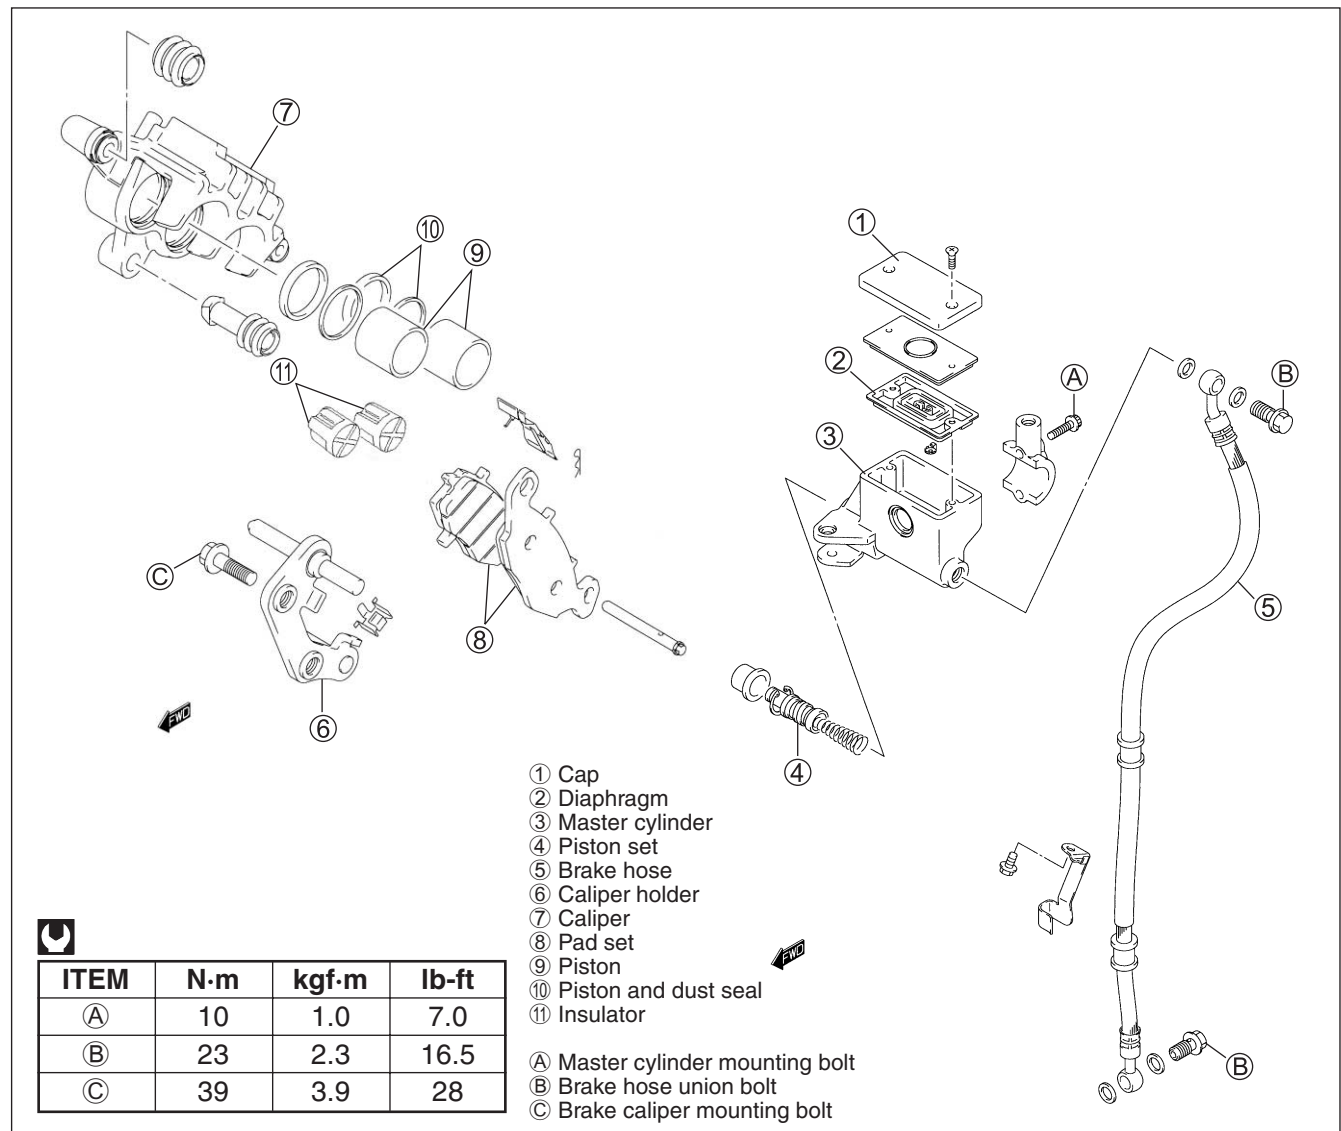 ⑦
⑩
⑨
①
②
Ⓐ
Ⓑ
③
⑪
Ⓒ
⑤
⑧
⑥
④
FWD
① Cap
② Diaphragm
③ Master cylinder
④ Piston set
⑤ Brake hose
⑥ Caliper holder
⑦ Caliper
⑧ Pad set
⑨ Piston
⑩ Piston and dust seal
⑪ Insulator
FWD
Ⓐ Master cylinder mounting bolt
Ⓑ Brake hose union bolt
Ⓒ Brake caliper mounting bolt
Ⓑ
ITEM N·m kgf·m lb-ft
Ⓐ 10 1.0 7.0
Ⓑ 23 2.3 16.5
Ⓒ 39 3.9 28